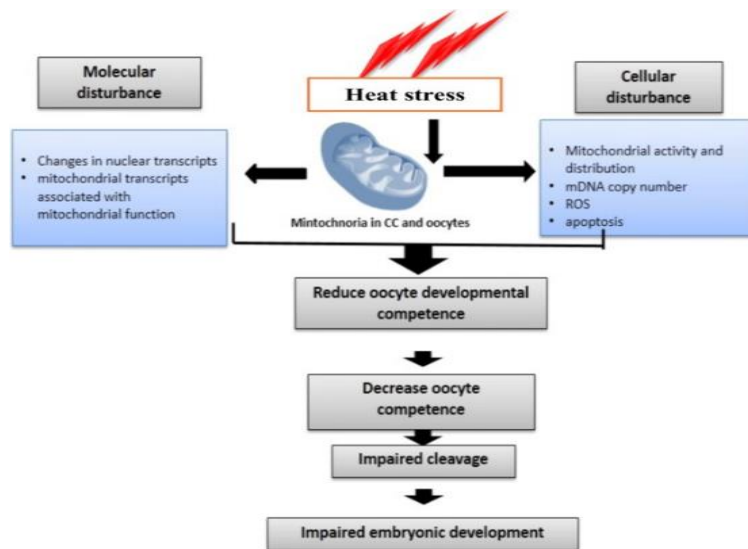 Molecular
disturbance
Heat stress
Cellular
disturbance
• Changes in nuclear transcripts
• mitochondrial transcripts
associated with
mitochondrial function
Mintochnoria in CC and oocytes
• Mitochondrial activity and
distribution
• mDNA copy number
• ROS
• apoptosis
Reduce oocyte developmental
competence
Decrease oocyte
competence
Impaired cleavage
Impaired embryonic development